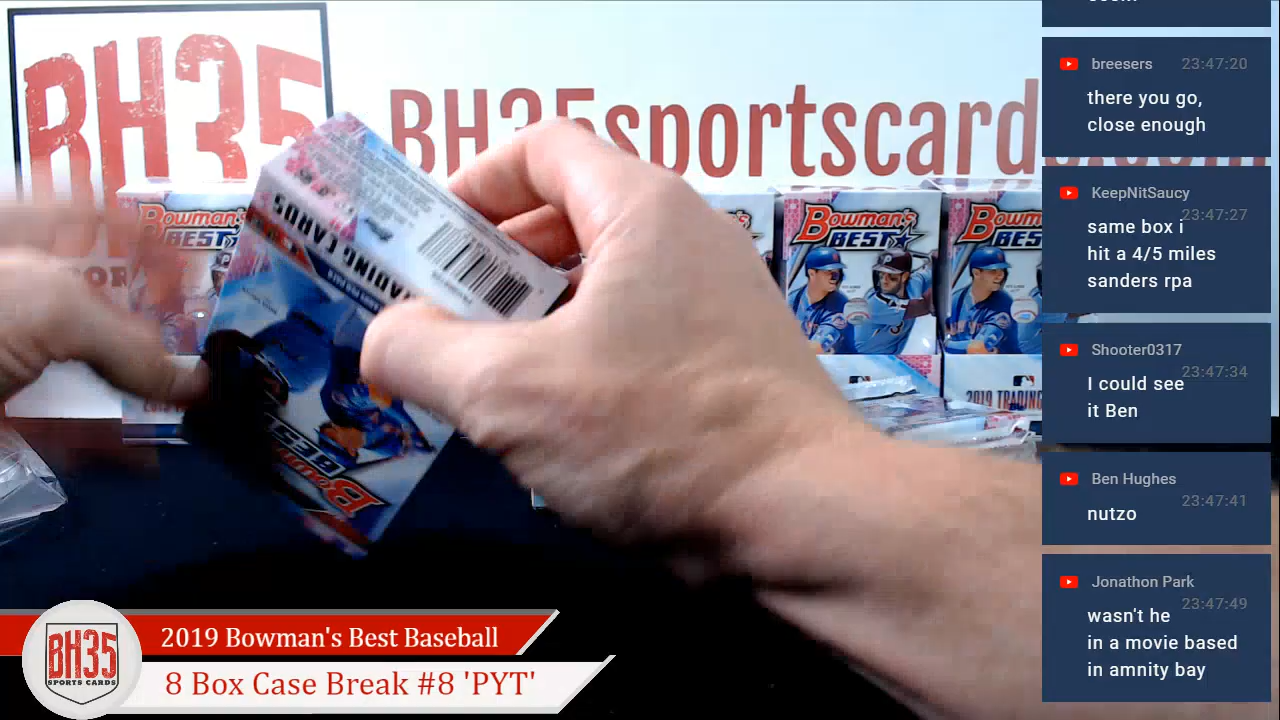 BH35
BH35sportscard
BOWMAN'S
BEST
BOWMAN'S
BEST
BOWM
BEST
TRADING CARDS
BOWMAN'S
BEST
2019 TRADING
breesers 23:47:20
there you go,
close enough
KeepNitSaucy
23:47:27
same box i
hit a 4/5 miles
sanders rpa
Shooter0317
23:47:34
I could see
it Ben
Ben Hughes
23:47:41
nutzo
Jonathon Park
23:47:49
wasn't he
in a movie based
in amnity bay
BH35
SPORTS CARDS
2019 Bowman's Best Baseball
8 Box Case Break #8 'PYT'